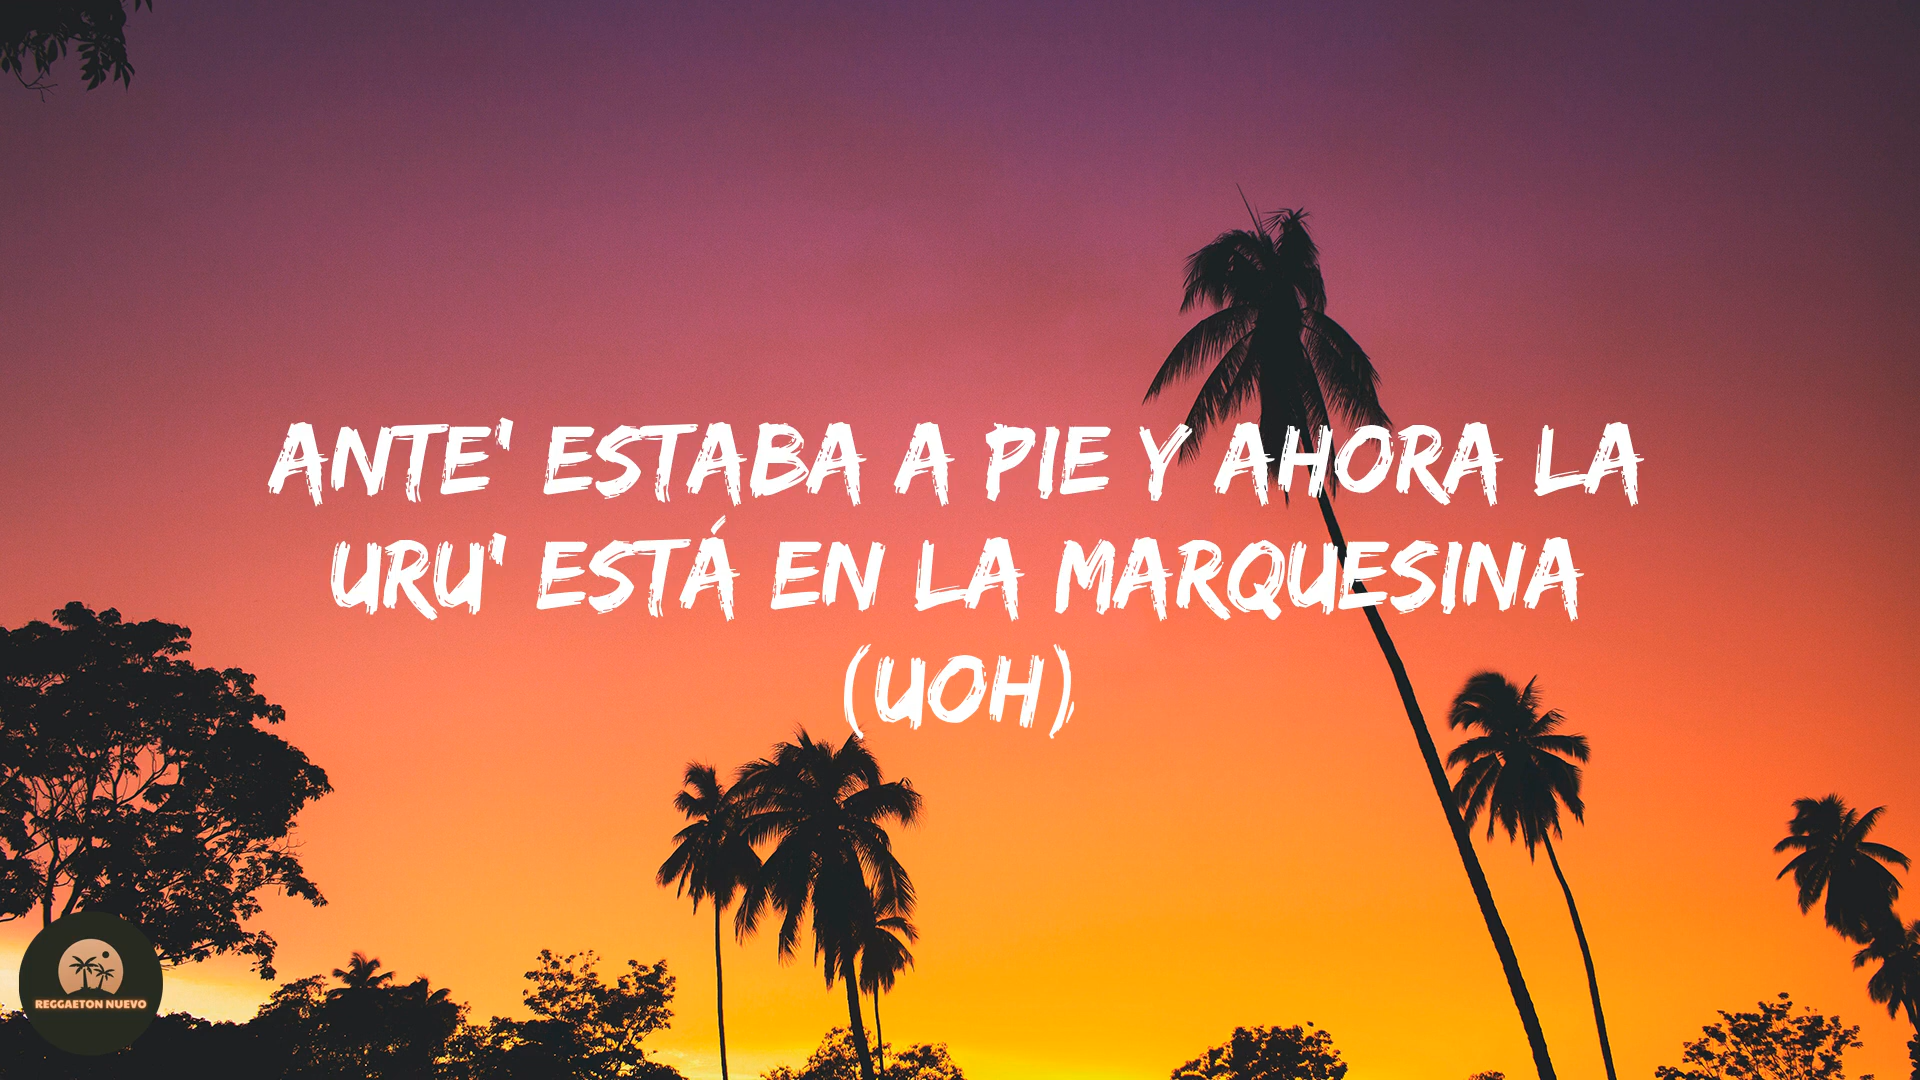 ANTE' ESTABA A PIE Y AHORA LA
URU' ESTÁ EN LA MARQUESINA
(UOH)
REGGAETON NUEVO